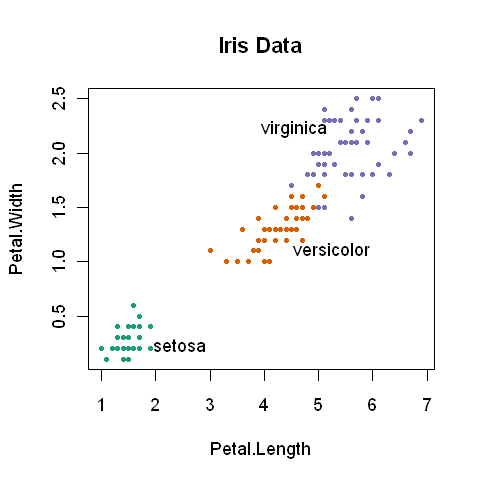 Iris Data
2.5
2.0
1.5
1.0
0.5
Petal.Width
virginica
versicolor
setosa
1 2 3 4 5 6 7
Petal.Length